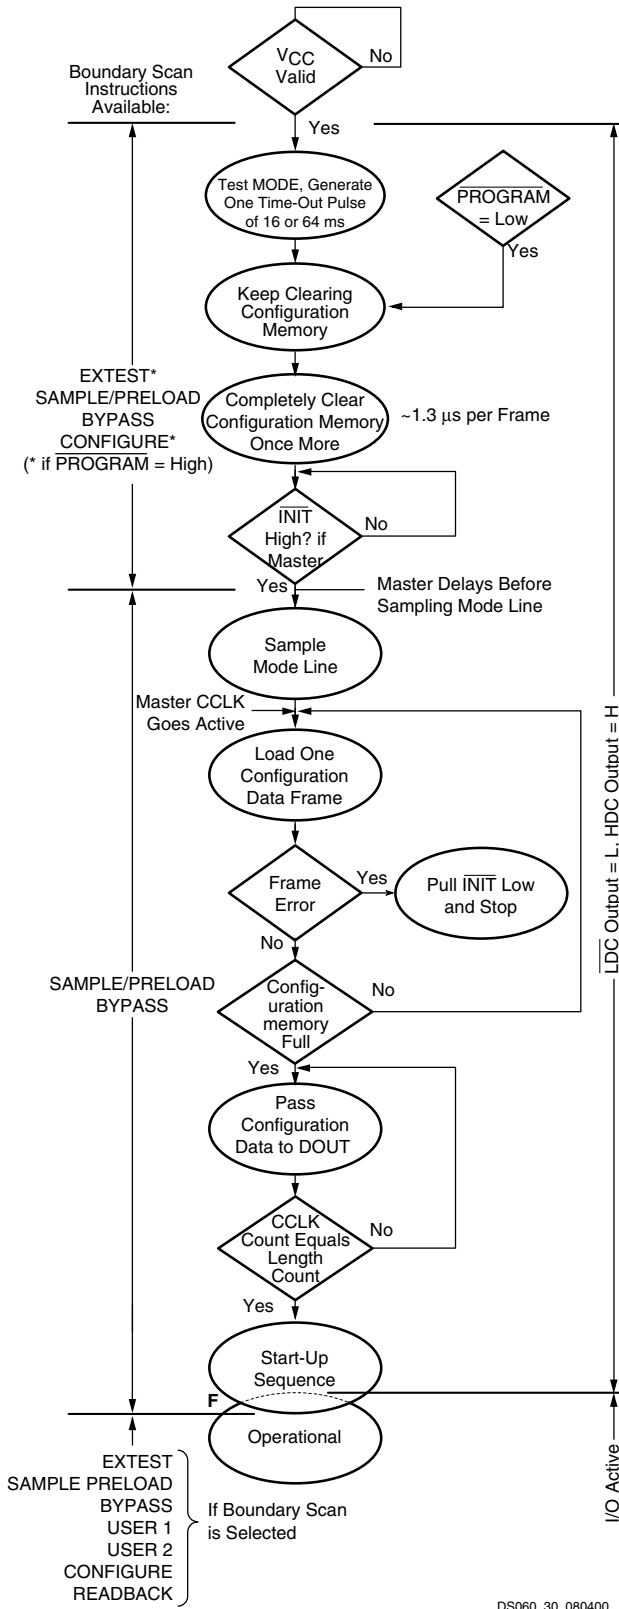 VCC
Valid
No
Boundary Scan
Instructions
Available:
Yes
Test MODE, Generate
One Time-Out Pulse
of 16 or 64 ms
PROGRAM
= Low
Yes
Keep Clearing
Configuration
Memory
EXTEST*
SAMPLE/PRELOAD
BYPASS
CONFIGURE*
(* if PROGRAM = High)
Completely Clear
Configuration Memory
Once More
~1.3 µs per Frame
INIT
High? if
Master
No
Yes
Master Delays Before
Sampling Mode Line
Sample
Mode Line
Master CCLK
Goes Active
Load One
Configuration
Data Frame
LDC Output = L, HDC Output = H
Frame
Error
Yes
Pull INIT Low
and Stop
No
SAMPLE/PRELOAD
BYPASS
Config-
uration
memory
Full
No
Yes
Pass
Configuration
Data to DOUT
CCLK
Count Equals
Length
Count
No
Yes
Start-Up
Sequence
F
Operational
I/O Active
EXTEST
SAMPLE PRELOAD
BYPASS
USER 1
USER 2
CONFIGURE
READBACK
If Boundary Scan
is Selected
DS060_30_080400